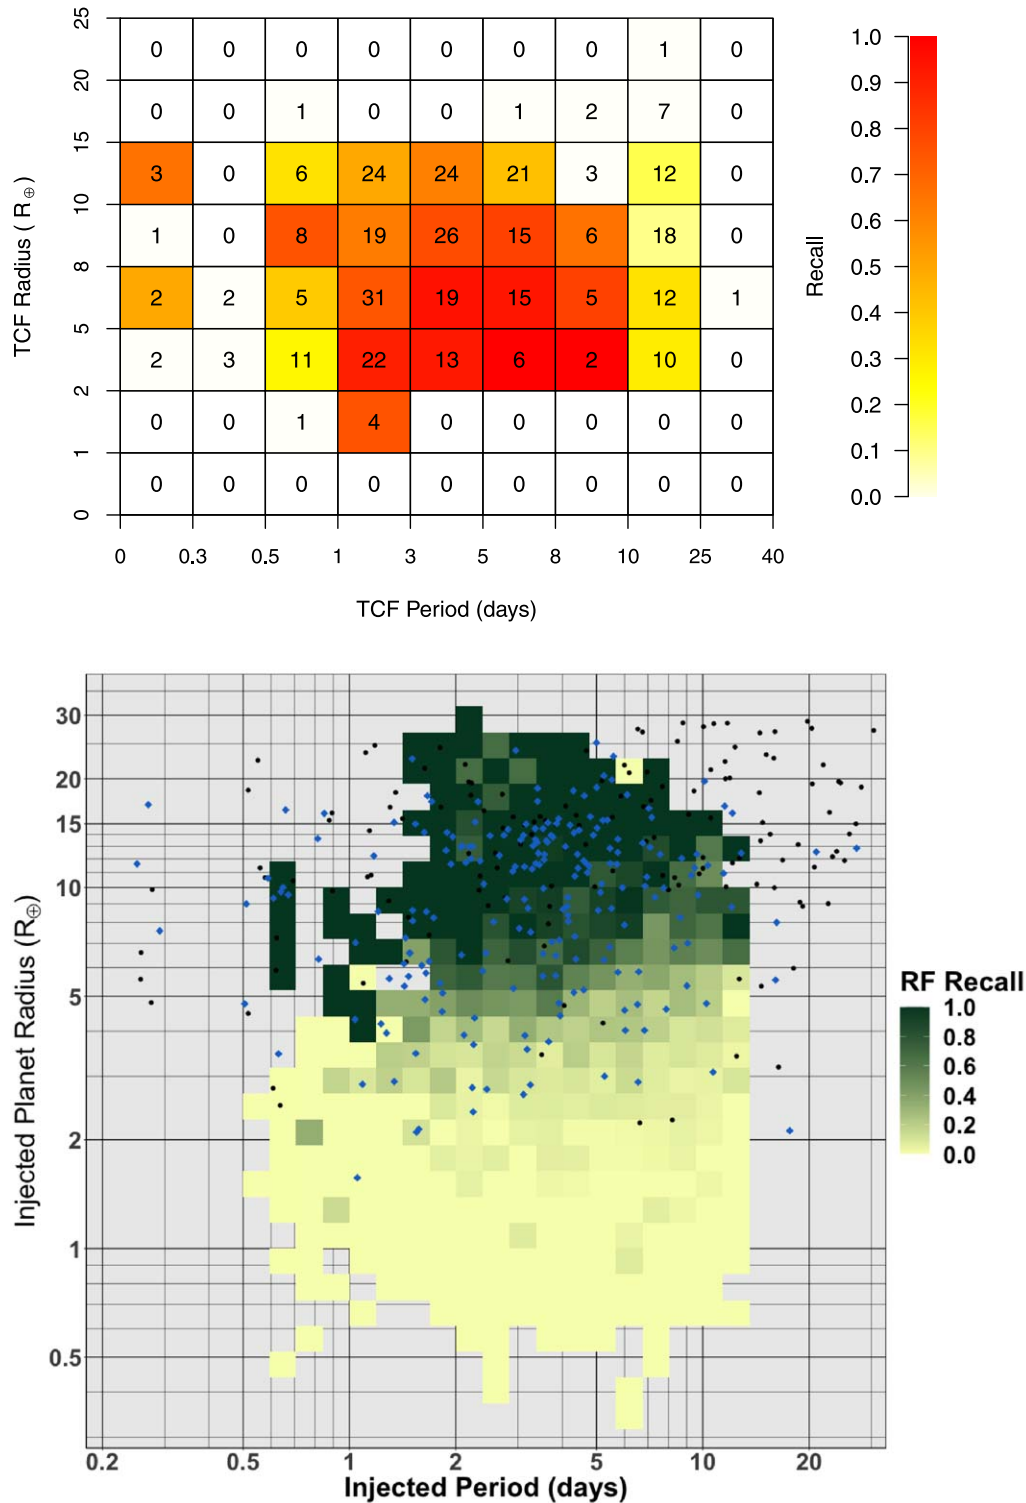 25
20
15
10
8
5
2
1
0
TCF Radius ( R⊕)
0 0 0 0 0 0 0 1 0
0 0 1 0 0 1 2 7 0
3 0 6 24 24 21 3 12 0
1 0 8 19 26 15 6 18 0
2 2 5 31 19 15 5 12 1
2 3 11 22 13 6 2 10 0
0 0 1 4 0 0 0 0 0
0 0 0 0 0 0 0 0 0
0 0.3 0.5 1 3 5 8 10 25 40
TCF Period (days)
Recall
1.0
0.9
0.8
0.7
0.6
0.5
0.4
0.3
0.2
0.1
0.0
Injected Planet Radius (R⊕)
30
20
15
10
5
2
1
0.5
0.2 0.5 1 2 5 10 20
Injected Period (days)
RF Recall
1.0
0.8
0.6
0.4
0.2
0.0